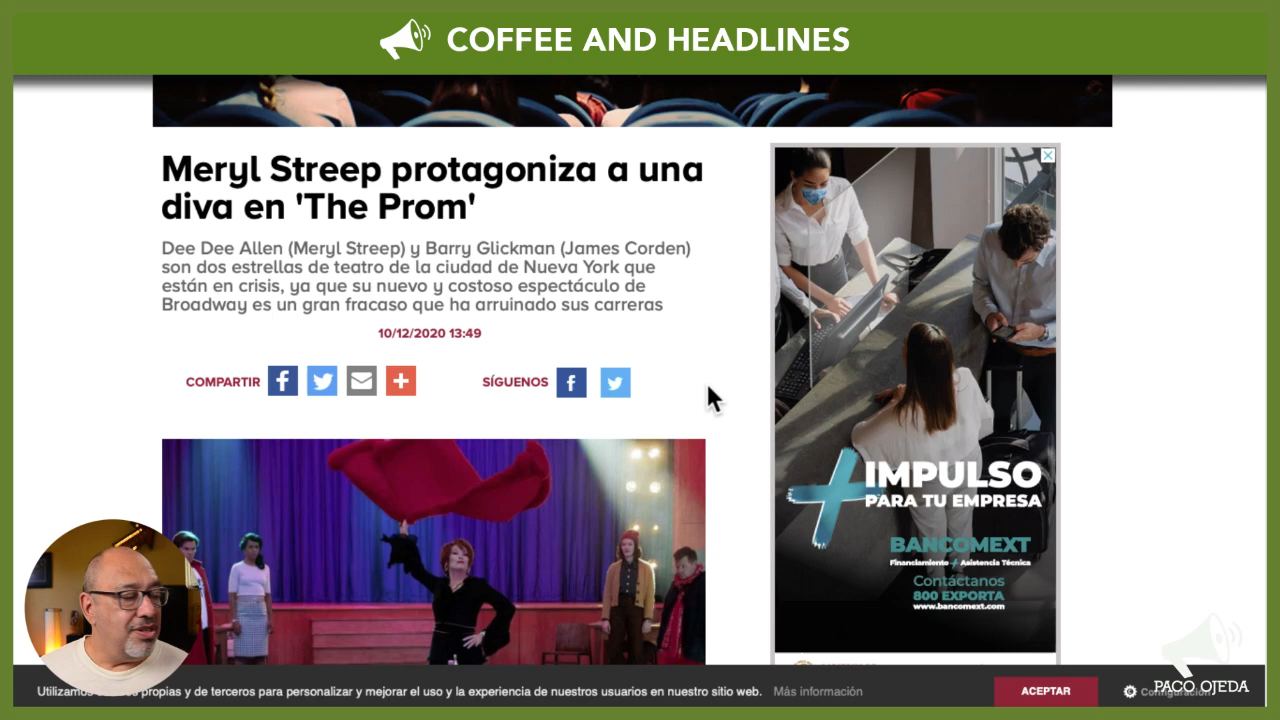 COFFEE AND HEADLINES
Meryl Streep protagoniza a una
diva en 'The Prom'
Dee Dee Allen (Meryl Streep) y Barry Glickman (James Corden)
son dos estrellas de teatro de la ciudad de Nueva York que
están en crisis, ya que su nuevo y costoso espectáculo de
Broadway es un gran fracaso que ha arruinado sus carreras
10/12/2020 13:49
COMPARTIR
SÍGUENOS
IMPULSO
PARA TU EMPRESA
BANCOMEXT
Financiamiento + Asistencia Técnica
Contáctanos
800 EXPORTA
www.bancomext.com
propias y de terceros para personalizar y mejorar el uso y la experiencia de nuestros usuarios en nuestro sitio web. Más información
ACEPTAR
Configuración
PACO OJEDA